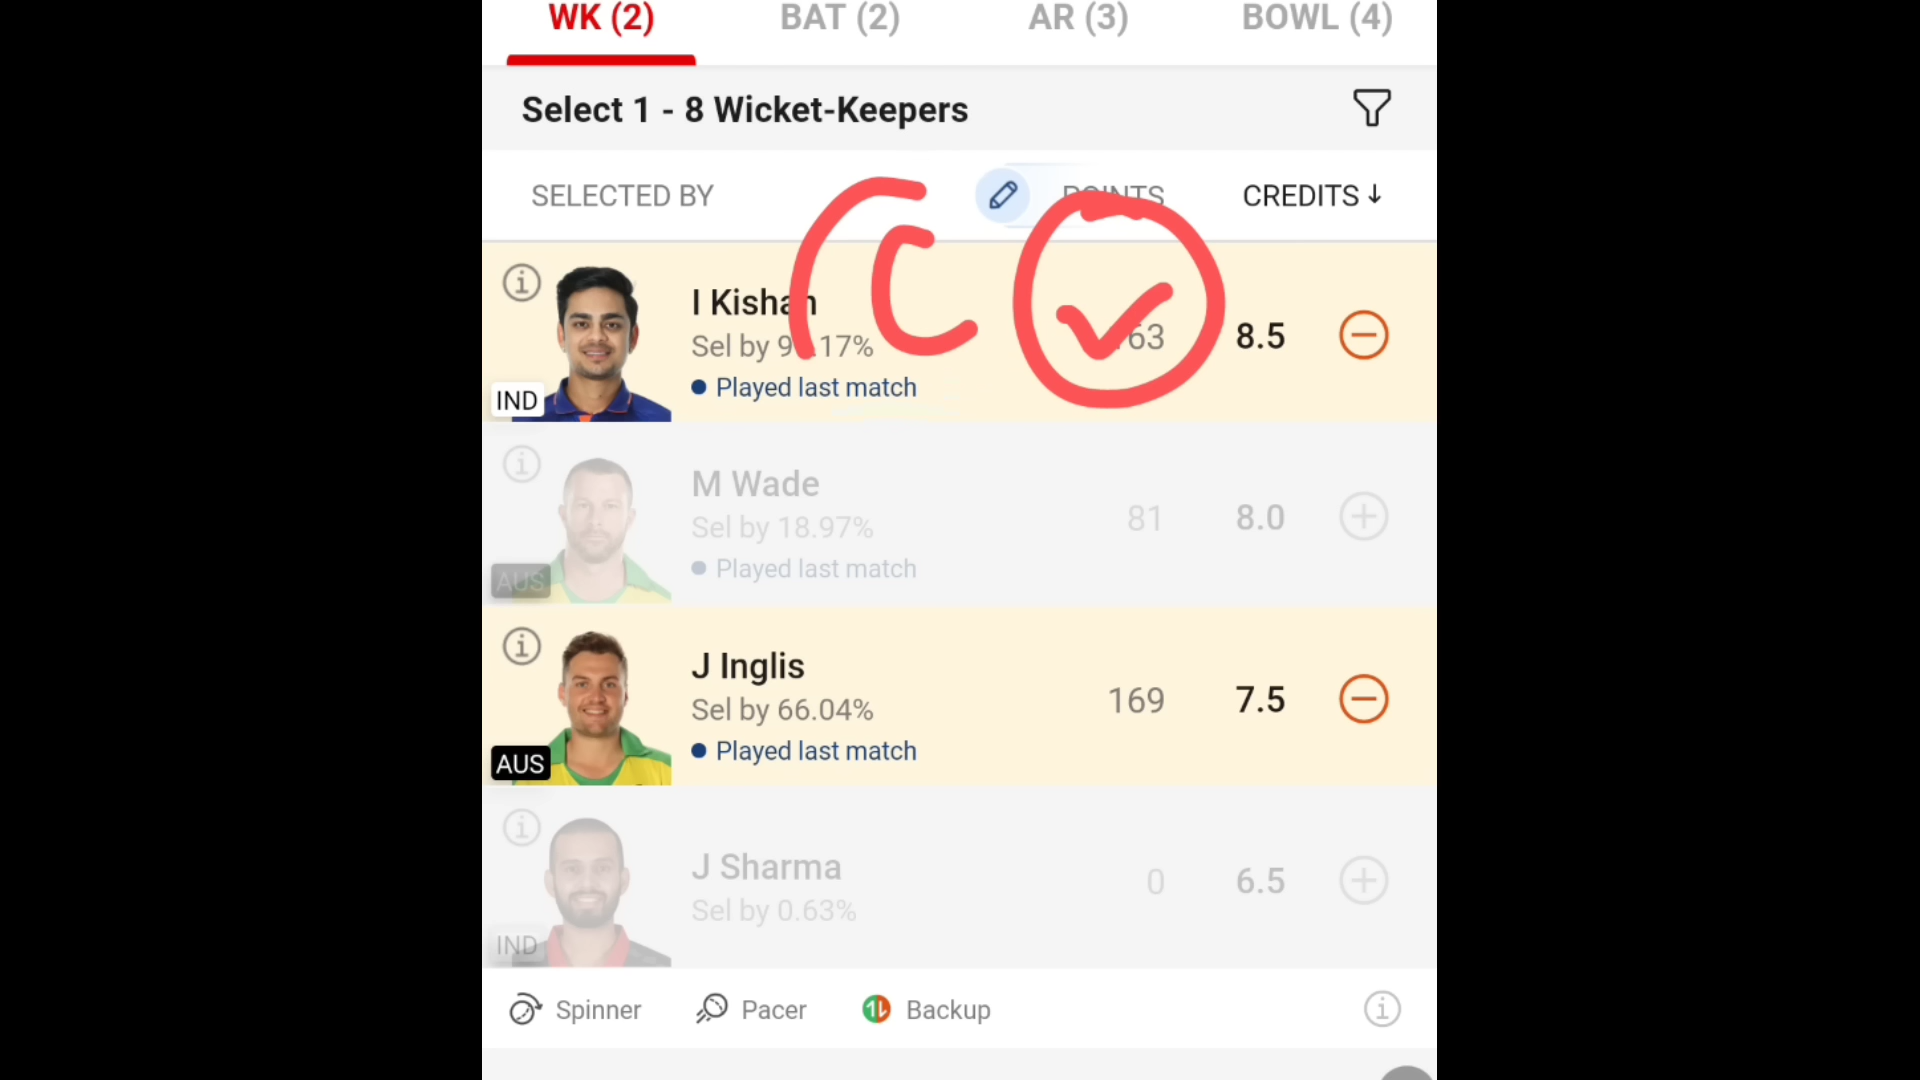 WK (2) BAT (2) AR (3) BOWL (4)
Select 1 - 8 Wicket-Keepers
SELECTED BY POINTS CREDITS↓
C
I Kishan
Sel by 9 .17% 63 8.5
Played last match
IND
M Wade
Sel by 18.97% 81 8.0
Played last match
AUS
J Inglis
Sel by 66.04% 169 7.5
Played last match
AUS
J Sharma
Sel by 0.63% 0 6.5
IND
Spinner Pacer Backup